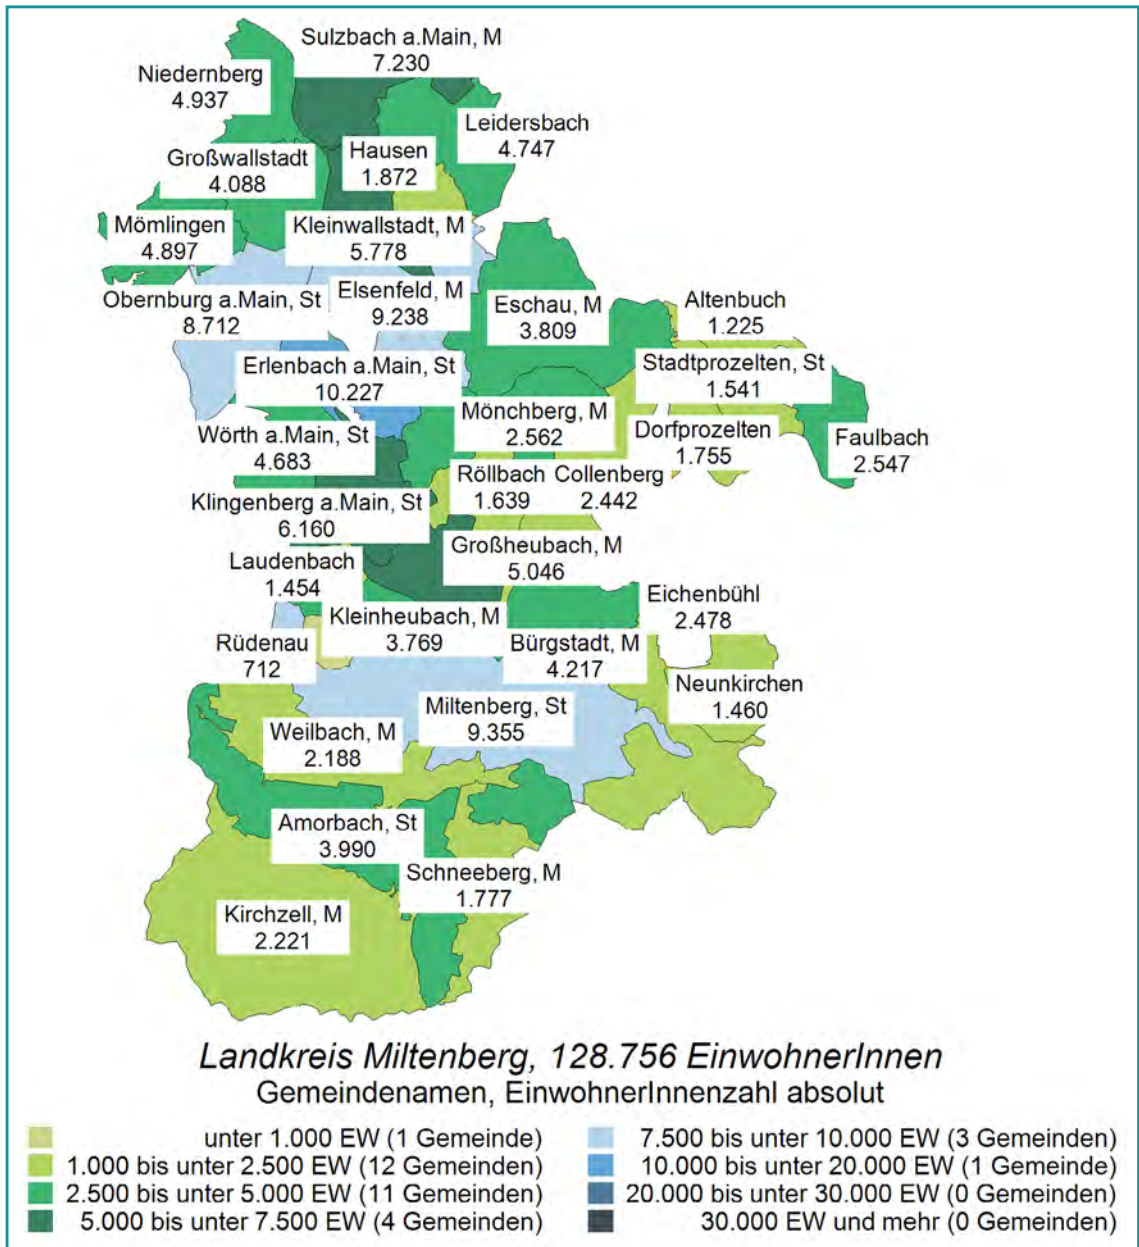 Sulzbach a.Main, M
7.230
Niedernberg
4.937
Leidersbach
4.747
Großwallstadt
4.088
Hausen
1.872
Mömlingen
4.897
Kleinwallstadt, M
5.778
Obernburg a.Main, St
8.712
Elsenfeld, M
9.238
Eschau, M
3.809
Altenbuch
1.225
Erlenbach a.Main, St
10.227
Stadtprozelten, St
1.541
Mönchberg, M
2.562
Dorfprozelten
1.755
Faulbach
2.547
Wörth a.Main, St
4.683
Röllbach
1.639
Collenberg
2.442
Klingenberg a.Main, St
6.160
Großheubach, M
5.046
Laudenbach
1.454
Eichenbühl
2.478
Kleinheubach, M
3.769
Rüdenau
712
Bürgstadt, M
4.217
Neunkirchen
1.460
Miltenberg, St
9.355
Weilbach, M
2.188
Amorbach, St
3.990
Schneeberg, M
1.777
Kirchzell, M
2.221
Landkreis Miltenberg, 128.756 EinwohnerInnen
Gemeindenamen, EinwohnerInnenzahl absolut
unter 1.000 EW (1 Gemeinde)
1.000 bis unter 2.500 EW (12 Gemeinden)
2.500 bis unter 5.000 EW (11 Gemeinden)
5.000 bis unter 7.500 EW (4 Gemeinden)
7.500 bis unter 10.000 EW (3 Gemeinden)
10.000 bis unter 20.000 EW (1 Gemeinde)
20.000 bis unter 30.000 EW (0 Gemeinden)
30.000 EW und mehr (0 Gemeinden)